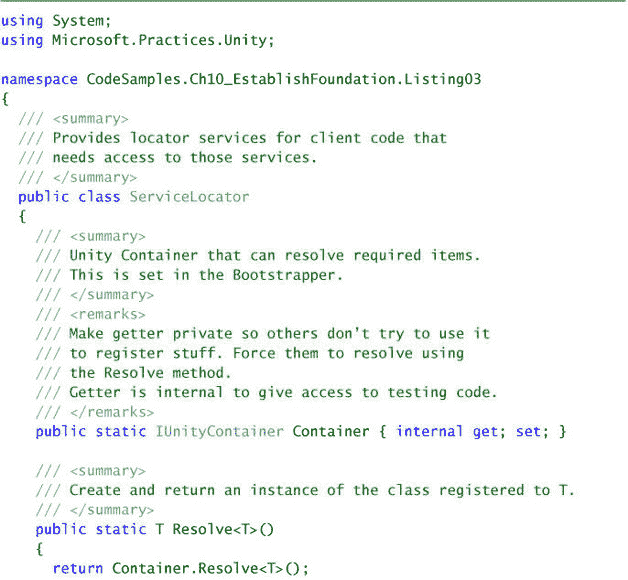 using System;
using Microsoft.Practices.Unity;
namespace CodeSamples.Ch10_EstablishFoundation.Listing03
{
/// <summary>
/// Provides locator services for client code that
/// needs access to those services.
/// </summary>
public class ServiceLocator
{
/// <summary>
/// Unity Container that can resolve required items.
/// This is set in the Bootstrapper.
/// </summary>
/// <remarks>
/// Make getter private so others don’t try to use it
/// to register stuff. Force them to resolve using
/// the Resolve method.
/// Getter is internal to give access to testing code.
/// </remarks>
public static IUnityContainer Container { internal get; set; }
/// <summary>
/// Create and return an instance of the class registered to T.
/// </summary>
public static T Resolve<T>()
{
return Container.Resolve<T>();